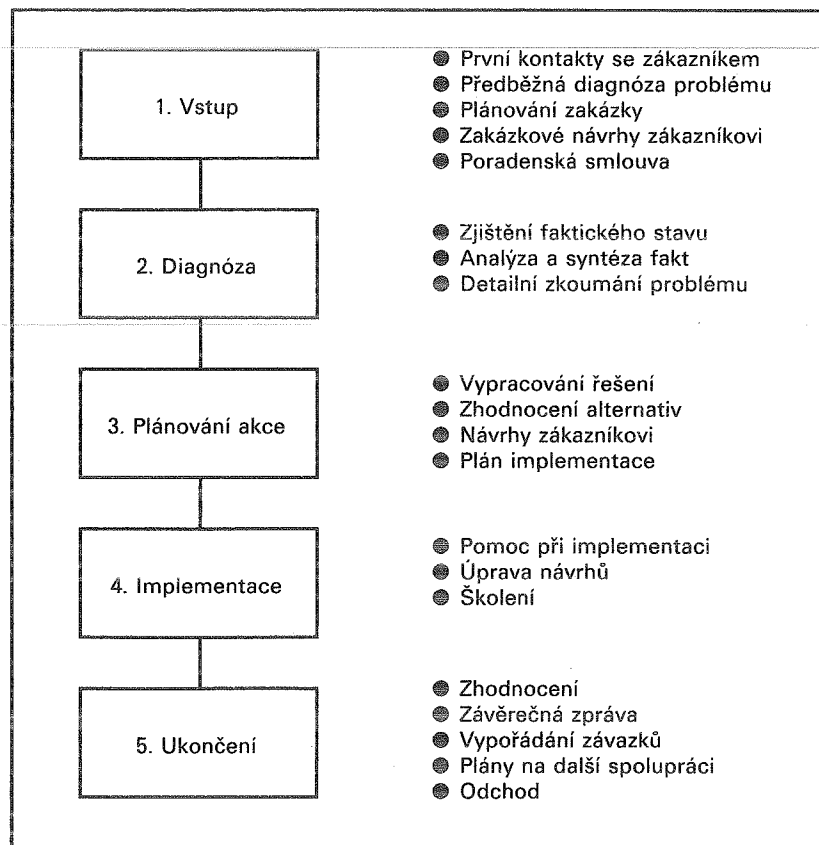 1. Vstup
● První kontakty se zákazníkem
● Předběžná diagnóza problému
● Plánování zakázky
● Zakázkové návrhy zákazníkovi
● Poradenská smlouva
2. Diagnóza
● Zjištění faktického stavu
● Analýza a syntéza fakt
● Detailní zkoumání problému
3. Plánování akce
● Vypracování řešení
● Zhodnocení alternativ
● Návrhy zákazníkovi
● Plán implementace
4. Implementace
● Pomoc při implementaci
● Úprava návrhů
● Školení
5. Ukončení
● Zhodnocení
● Závěrečná zpráva
● Vypořádání závazků
● Plány na další spolupráci
● Odchod